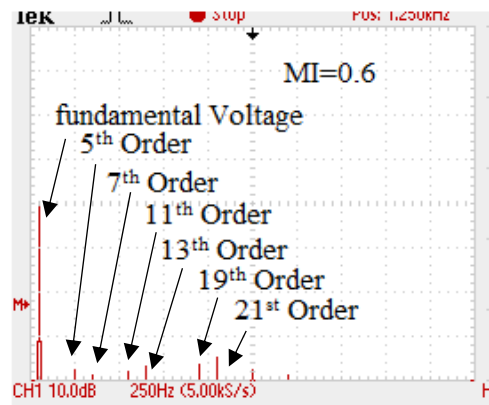 Tek Stop Pos: 1.250kHz
MI=0.6
fundamental Voltage
5th Order
7th Order
11th Order
13th Order
19th Order
21st Order
M
CH1 10.0dB 250Hz (5.00kS/s)